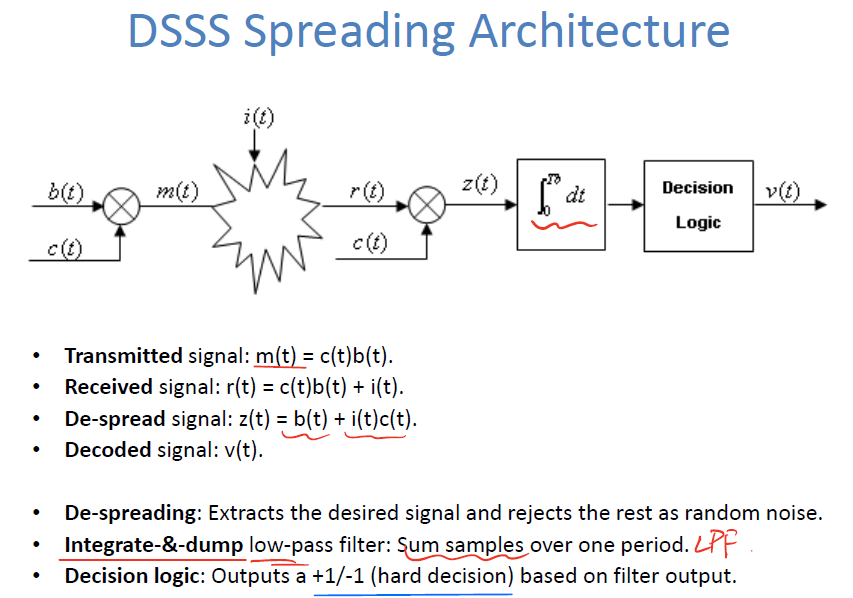 DSSS Spreading Architecture
i(t)
b(t) m(t) r(t) z(t) ∫₀ᵀᵇ dt Decision Logic v(t)
c(t) c(t)
• Transmitted signal: m(t) = c(t)b(t).
• Received signal: r(t) = c(t)b(t) + i(t).
• De-spread signal: z(t) = b(t) + i(t)c(t).
• Decoded signal: v(t).
• De-spreading: Extracts the desired signal and rejects the rest as random noise.
• Integrate-&-dump low-pass filter: Sum samples over one period. LPF
• Decision logic: Outputs a +1/-1 (hard decision) based on filter output.